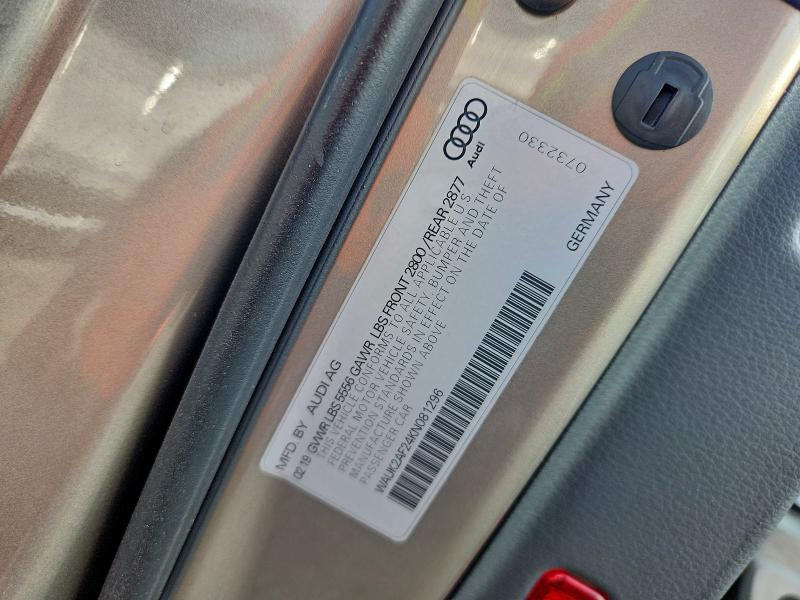 MFD. BY AUDI AG
02.19 GVWR LBS 5556 GAWR LBS FRONT 2800 /REAR 2877
THIS VEHICLE CONFORMS TO ALL APPLICABLE U S
FEDERAL MOTOR VEHICLE SAFETY, BUMPER AND THEFT
PREVENTION STANDARDS IN EFFECT ON THE DATE OF
MANUFACTURE SHOWN ABOVE
PASSENGER CAR
WAUK2AF24KN081296
GERMANY
Audi
0732330